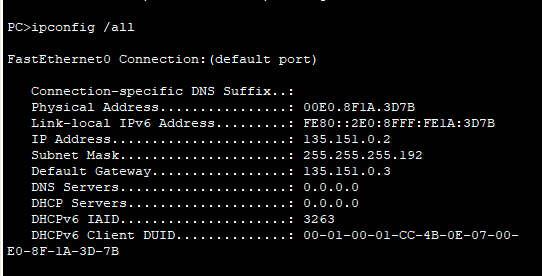 PC>ipconfig /all
FastEthernet0 Connection:(default port)
Connection-specific DNS Suffix..:
Physical Address................: 00E0.8F1A.3D7B
Link-local IPv6 Address.........: FE80::2E0:8FFF:FE1A:3D7B
IP Address......................: 135.151.0.2
Subnet Mask.....................: 255.255.255.192
Default Gateway.................: 135.151.0.3
DNS Servers.....................: 0.0.0.0
DHCP Servers....................: 0.0.0.0
DHCPv6 IAID.....................: 3263
DHCPv6 Client DUID..............: 00-01-00-01-CC-4B-0E-07-00-
E0-8F-1A-3D-7B